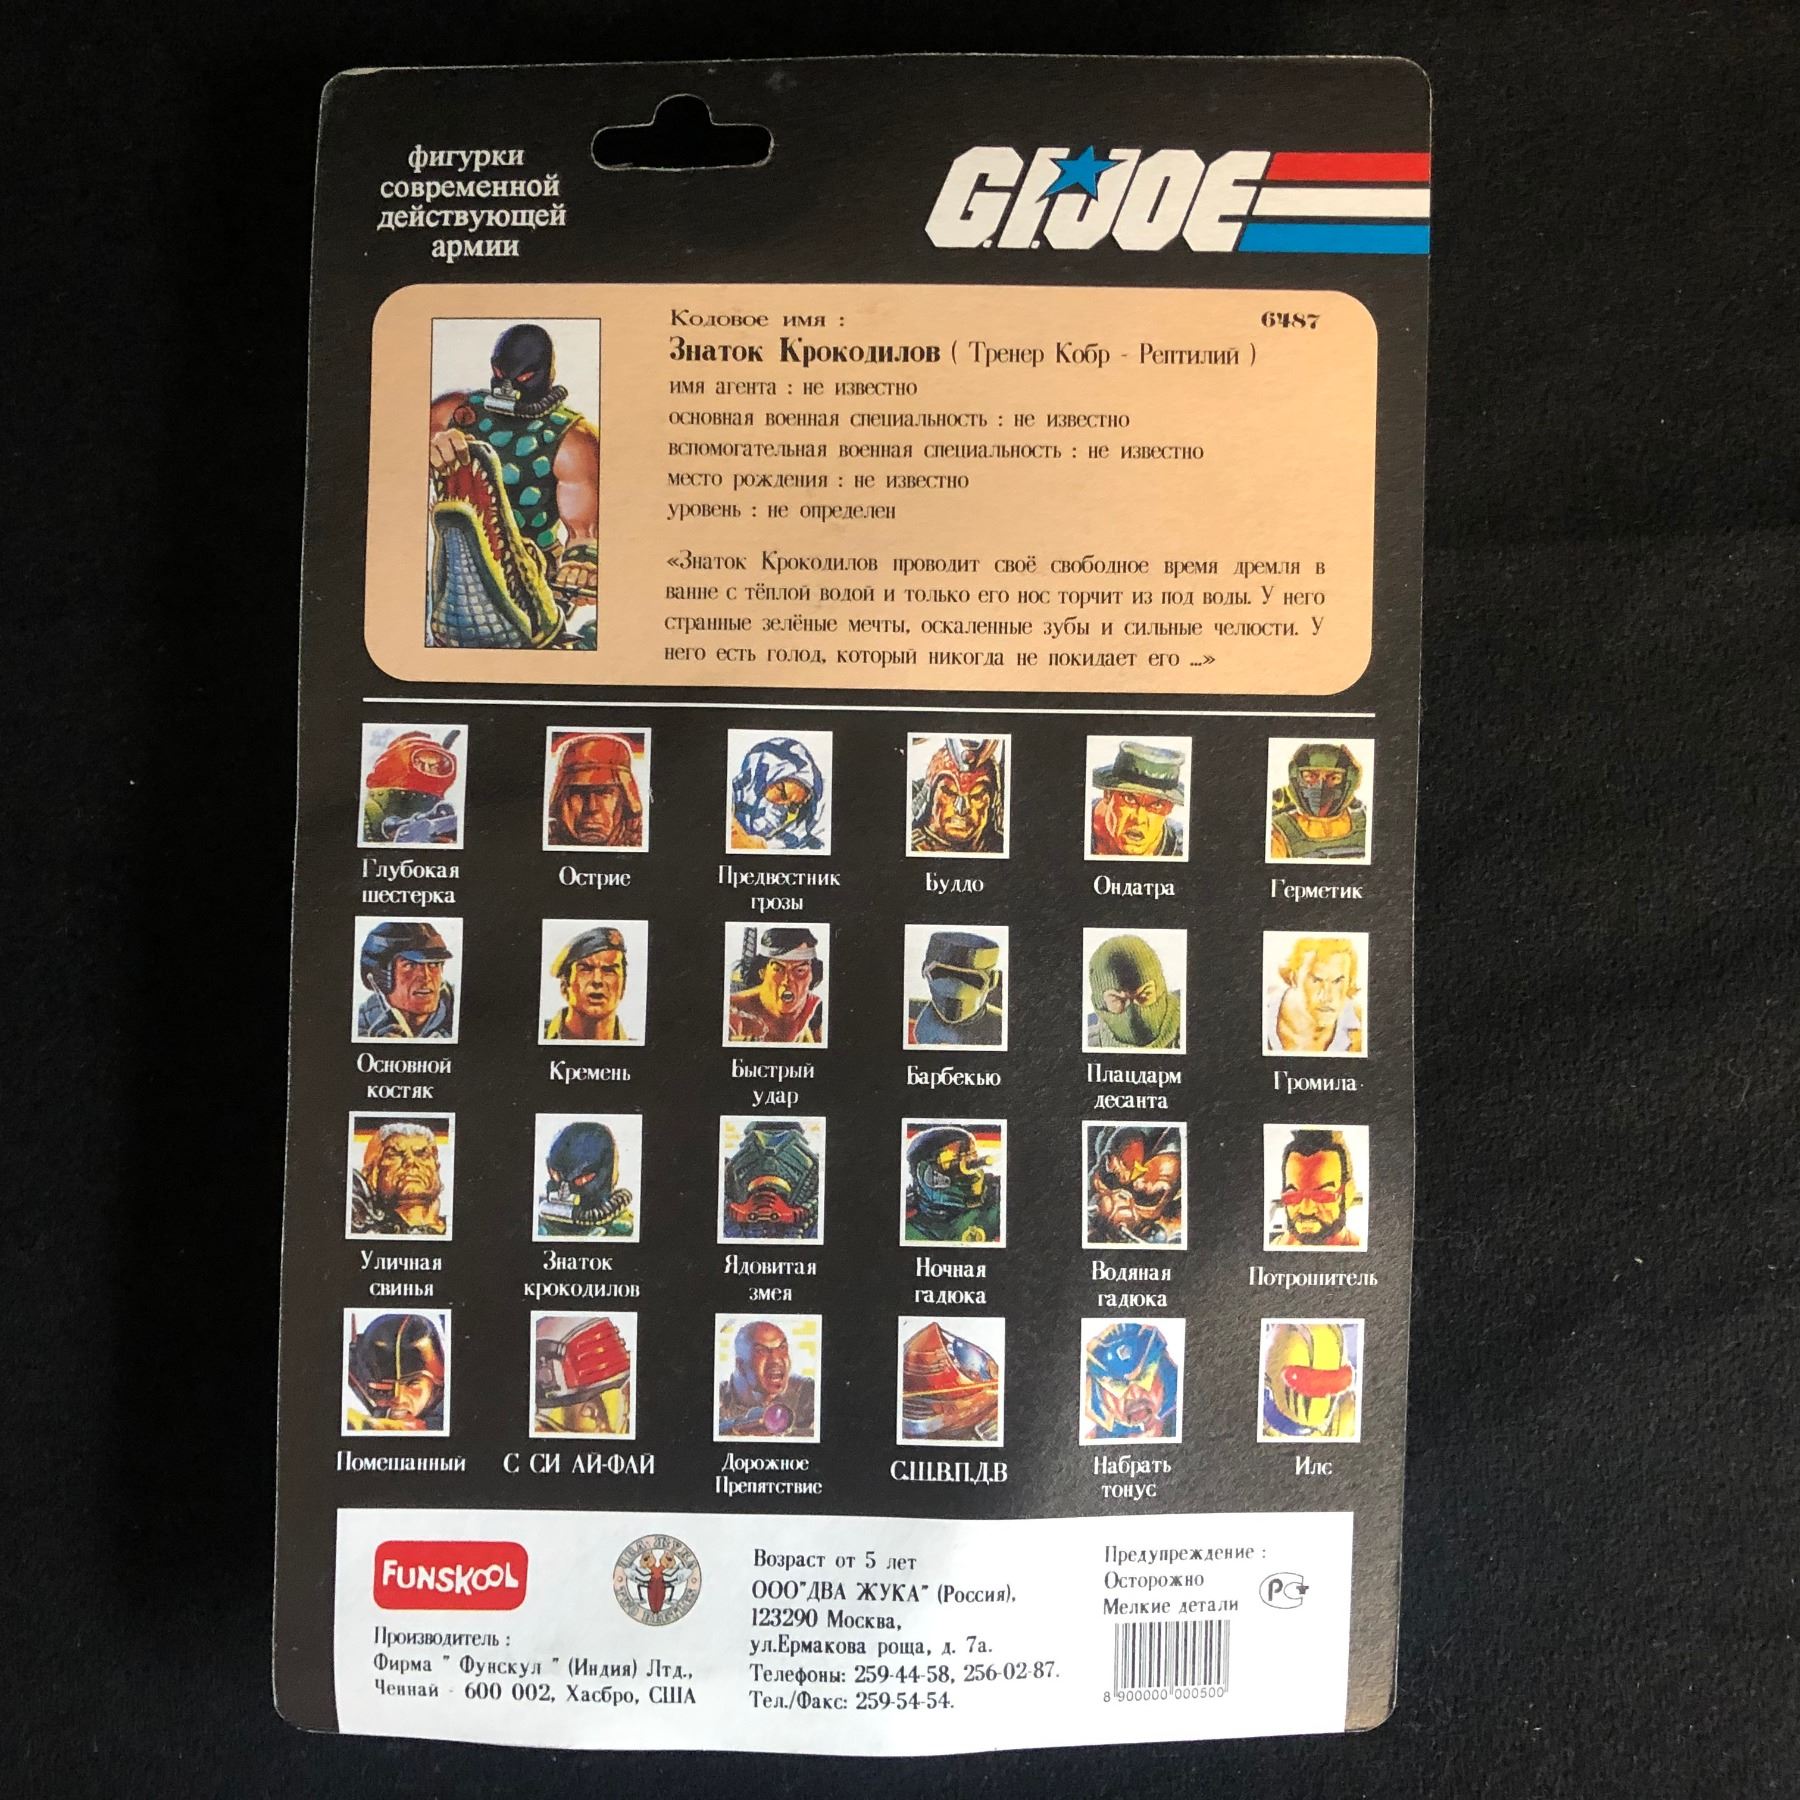 фигурки
современной
действующей
армии
G.I.JOE
Кодовое имя :
6487
Знаток Крокодилов ( Тренер Кобр - Рептилий )
имя агента : не известно
основная военная специальность : не известно
вспомогательная военная специальность : не известно
место рождения : не известно
уровень : не определен
«Знаток Крокодилов проводит своё свободное время дремля в
ванне с тёплой водой и только его нос торчит из под воды. У него
странные зелёные мечты, оскаленные зубы и сильные челюсти. У
него есть голод, который никогда не покидает его ...»
Глубокая
шестерка
Острие
Предвестник
грозы
Будло
Ондатра
Герметик
Основной
костяк
Кремень
Быстрый
удар
Барбекью
Плацдарм
десанта
Громила
Уличная
свинья
Знаток
крокодилов
Ядовитая
змея
Ночная
гадюка
Водяная
гадюка
Потрошитель
Помешанный
С СИ АЙ-ФАЙ
Дорожное
Препятствие
С.Ш.В.П.Д.В
Набрать
тонус
Илс
FUNSKOOL
Производитель :
Фирма " Фунскул " (Индия) Лтд.,
Ченнай - 600 002, Хасбро, США
Возраст от 5 лет
ООО"ДВА ЖУКА" (Россия),
123290 Москва,
ул.Ермакова роща, д. 7а.
Телефоны: 259-44-58, 256-02-87.
Тел./Факс: 259-54-54.
Предупреждение :
Осторожно
Мелкие детали
8 900000 000500